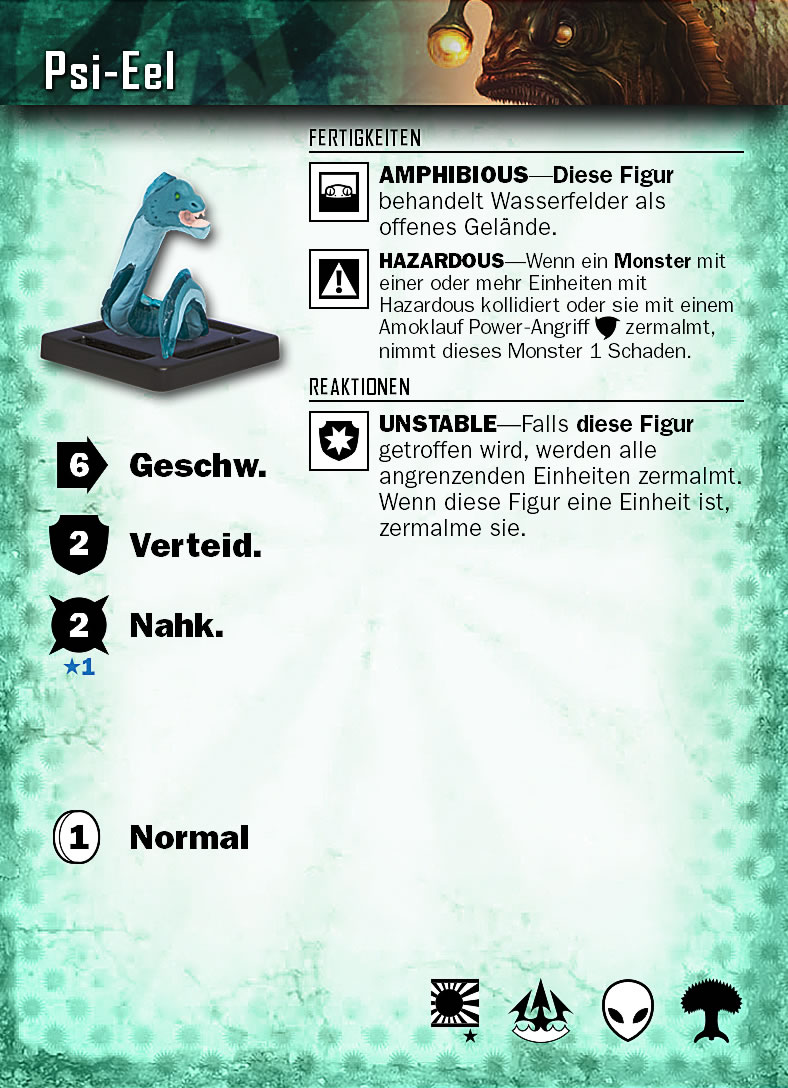 Psi-Eel
FERTIGKEITEN
AMPHIBIOUS—Diese Figur
behandelt Wasserfelder als
offenes Gelände.
HAZARDOUS—Wenn ein Monster mit
einer oder mehr Einheiten mit
Hazardous kollidiert oder sie mit einem
Amoklauf Power-Angriff zermalmt,
nimmt dieses Monster 1 Schaden.
REAKTIONEN
UNSTABLE—Falls diese Figur
getroffen wird, werden alle
angrenzenden Einheiten zermalmt.
Wenn diese Figur eine Einheit ist,
zermalme sie.
6 Geschw.
2 Verteid.
2 Nahk.
★1
1 Normal